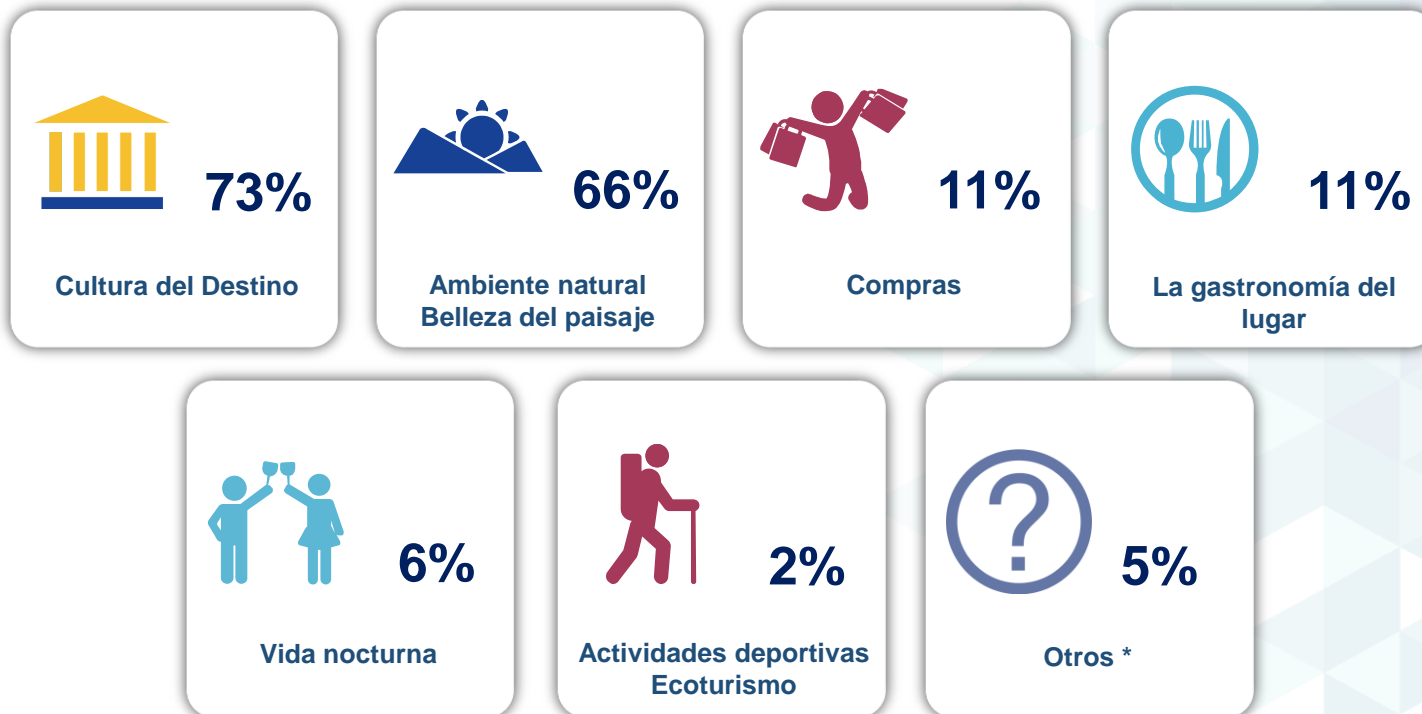 73%
Cultura del Destino
66%
Ambiente natural
Belleza del paisaje
11%
Compras
11%
La gastronomía del
lugar
6%
Vida nocturna
2%
Actividades deportivas
Ecoturismo
?
5%
Otros *